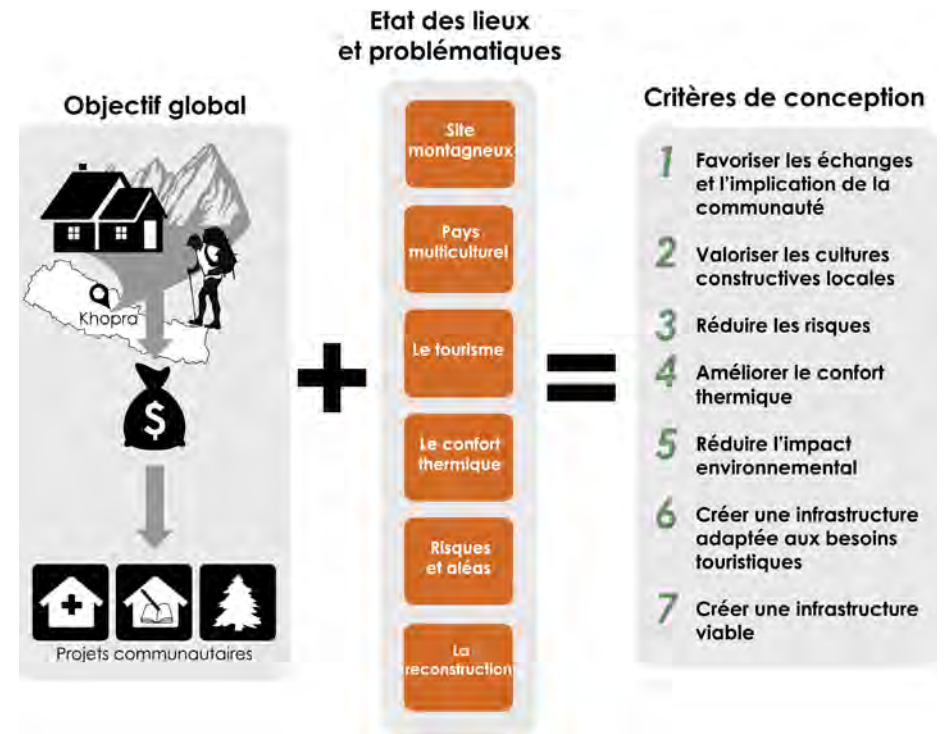 Etat des lieux
et problématiques
Objectif global
Khopra
$
Projets communautaires
Site
montagneux
Pays
multiculturel
Le tourisme
Le confort
thermique
Risques
et aléas
La
reconstruction
Critères de conception
1 Favoriser les échanges
et l'implication de la
communauté
2 Valoriser les cultures
constructives locales
3 Réduire les risques
4 Améliorer le confort
thermique
5 Réduire l'impact
environnemental
6 Créer une infrastructure
adaptée aux besoins
touristiques
7 Créer une infrastructure
viable